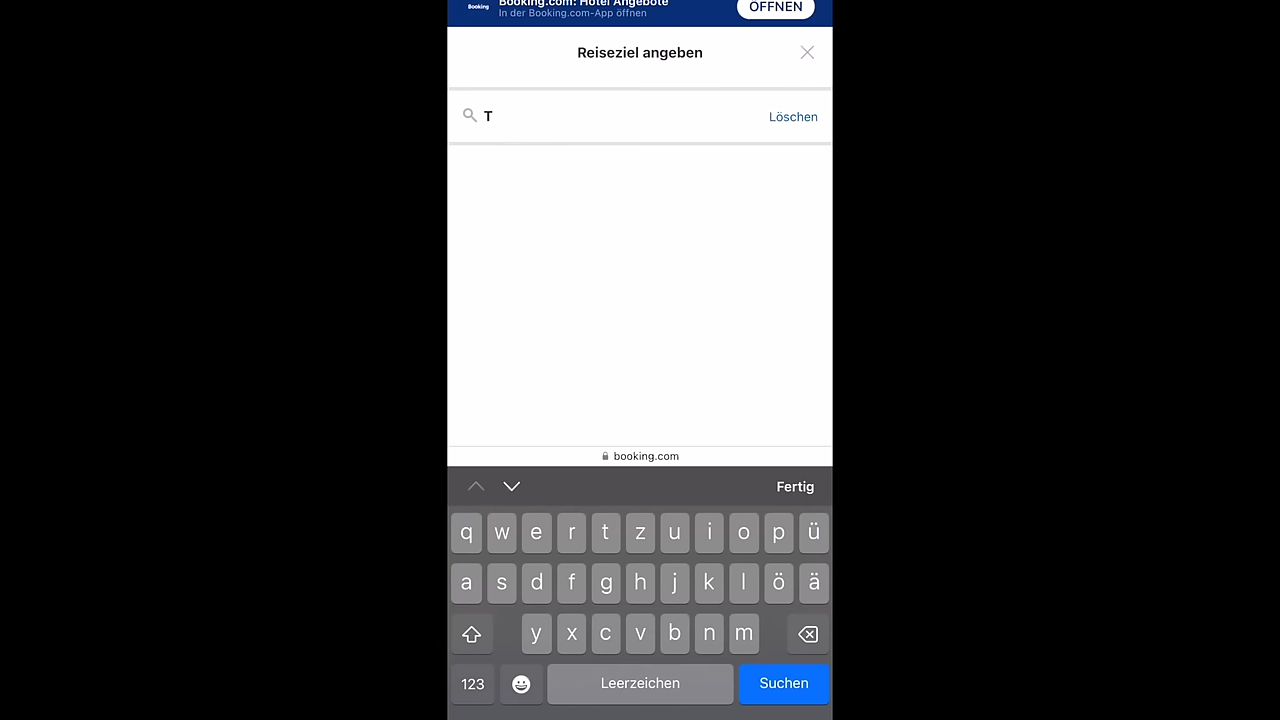 Booking
Booking.com: Hotel Angebote
In der Booking.com-App öffnen
ÖFFNEN
Reiseziel angeben
T
Löschen
booking.com
Fertig
q w e r t z u i o p ü
a s d f g h j k l ö ä
y x c v b n m
123
Leerzeichen
Suchen